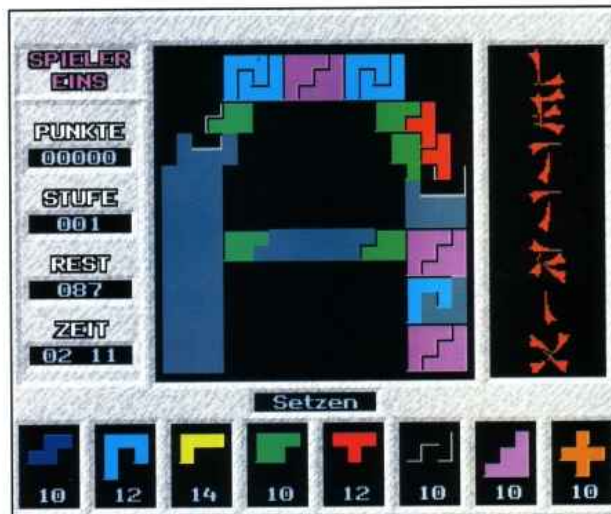 SPIELER
EINS
PUNKTE
00000
STUFE
001
REST
087
ZEIT
02 11
LETTRIX
Setzen
10 12 14 10 12 10 10 10